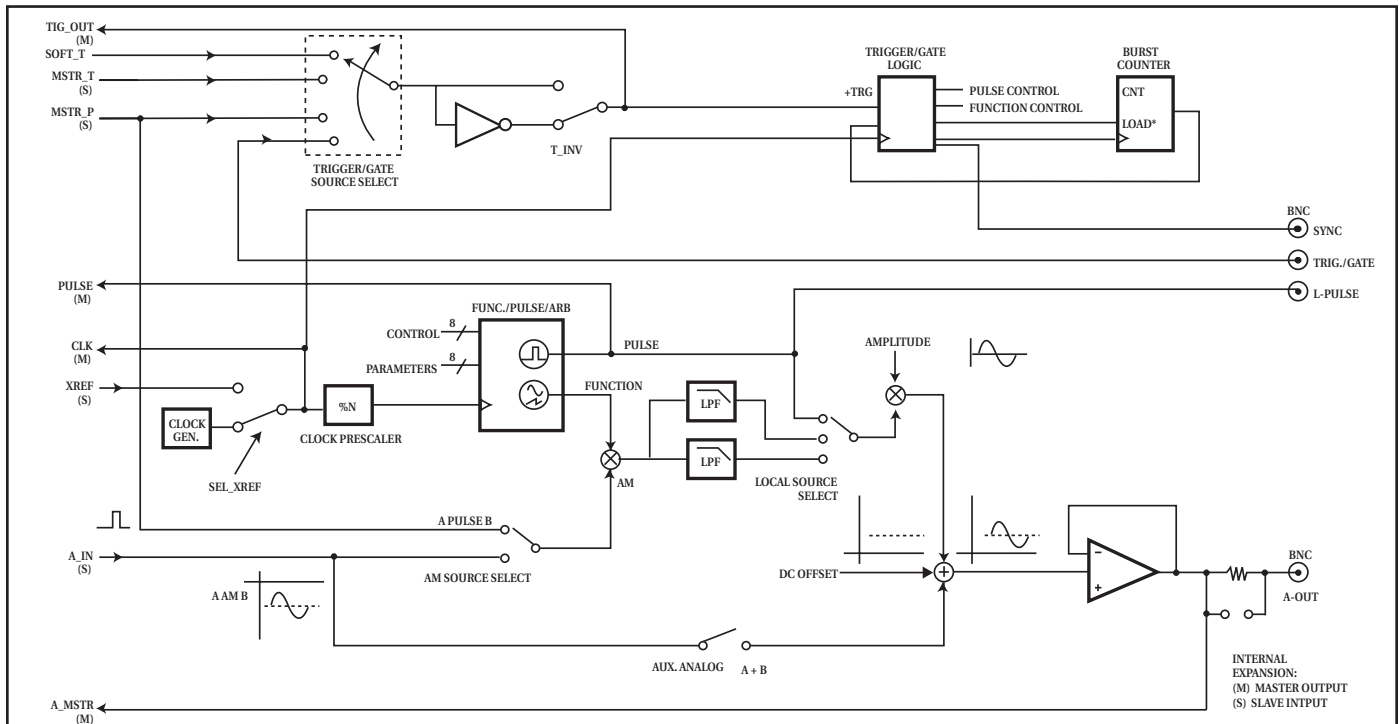 TIG_OUT
(M)
SOFT_T
MSTR_T
(S)
MSTR_P
(S)
TRIGGER/GATE
SOURCE SELECT
T_INV
TRIGGER/GATE
LOGIC
+TRG
PULSE CONTROL
FUNCTION CONTROL
BURST
COUNTER
CNT
LOAD*
BNC
SYNC
TRIG./GATE
L-PULSE
PULSE
(M)
CLK
(M)
XREF
(S)
CLOCK
GEN.
SEL_XREF
%N
CLOCK PRESCALER
FUNC./PULSE/ARB
CONTROL
8
PARAMETERS
8
PULSE
FUNCTION
AM
LPF
LPF
LOCAL SOURCE
SELECT
AMPLITUDE
A PULSE B
AM SOURCE SELECT
A_IN
(S)
A AM B
DC OFFSET
+
−
+
BNC
A-OUT
AUX. ANALOG
A + B
INTERNAL
EXPANSION:
(M) MASTER OUTPUT
(S) SLAVE INTPUT
A_MSTR
(M)